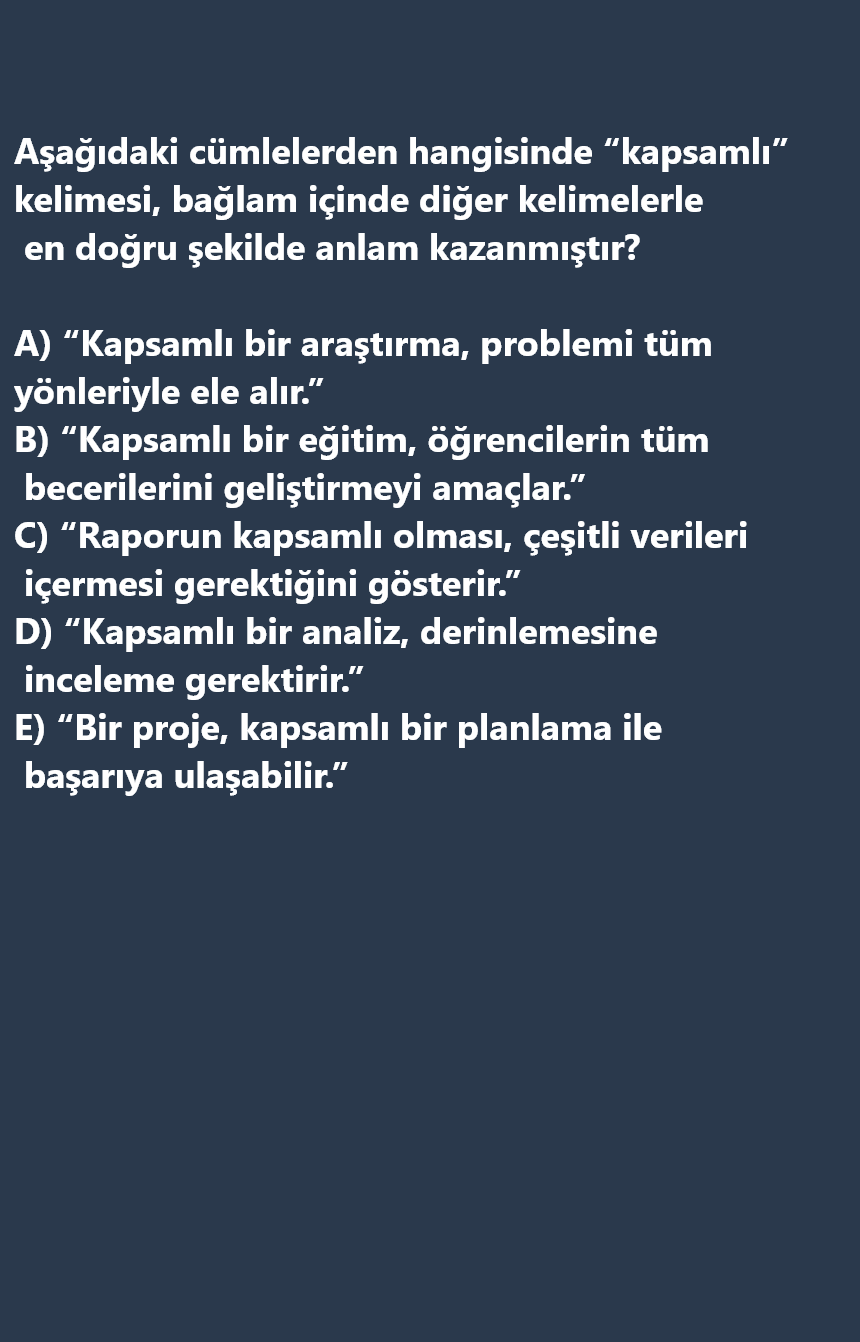 Aşağıdaki cümlelerden hangisinde “kapsamlı”
kelimesi, bağlam içinde diğer kelimelerle
en doğru şekilde anlam kazanmıştır?
A) “Kapsamlı bir araştırma, problemi tüm
yönleriyle ele alır.”
B) “Kapsamlı bir eğitim, öğrencilerin tüm
becerilerini geliştirmeyi amaçlar.”
C) “Raporun kapsamlı olması, çeşitli verileri
içermesi gerektiğini gösterir.”
D) “Kapsamlı bir analiz, derinlemesine
inceleme gerektirir.”
E) “Bir proje, kapsamlı bir planlama ile
başarıya ulaşabilir.”